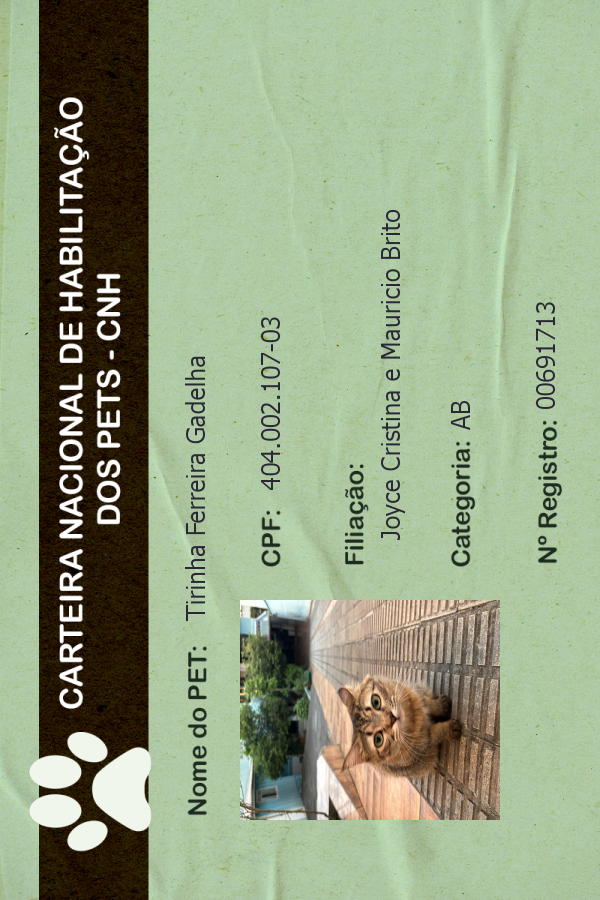 CARTEIRA NACIONAL DE HABILITAÇÃO
DOS PETS - CNH
Nome do PET: Tirinha Ferreira Gadelha
CPF: 404.002.107-03
Filiação:
Joyce Cristina e Mauricio Brito
Categoria: AB
Nº Registro: 00691713